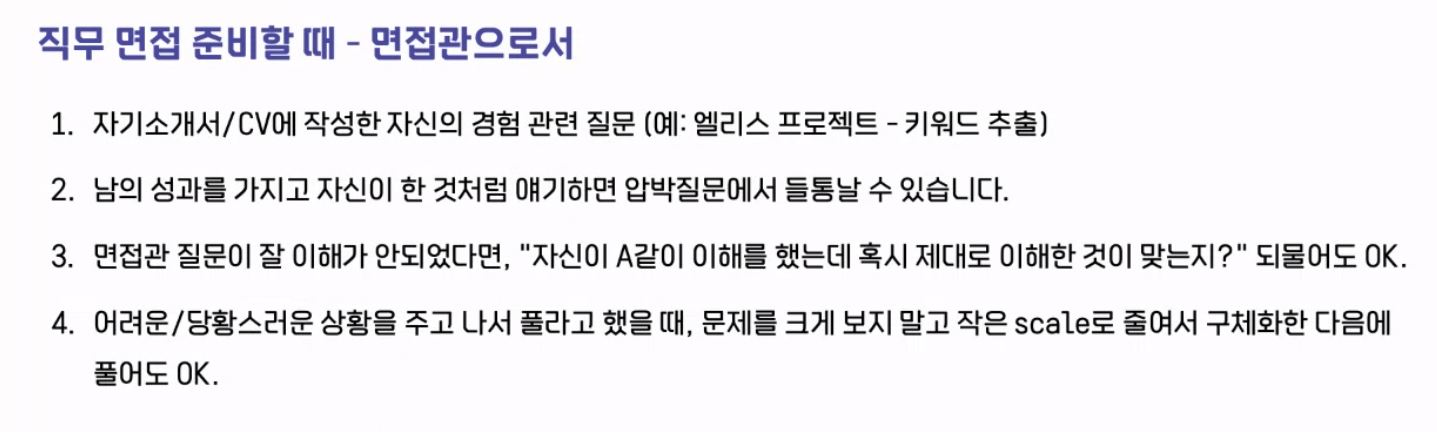 직무 면접 준비할 때 - 면접관으로서
1. 자기소개서/CV에 작성한 자신의 경험 관련 질문 (예: 엘리스 프로젝트 - 키워드 추출)
2. 남의 성과를 가지고 자신이 한 것처럼 얘기하면 압박질문에서 들통날 수 있습니다.
3. 면접관 질문이 잘 이해가 안되었다면, "자신이 A같이 이해를 했는데 혹시 제대로 이해한 것이 맞는지?" 되물어도 OK.
4. 어려운/당황스러운 상황을 주고 나서 풀라고 했을 때, 문제를 크게 보지 말고 작은 scale로 줄여서 구체화한 다음에
풀어도 OK.